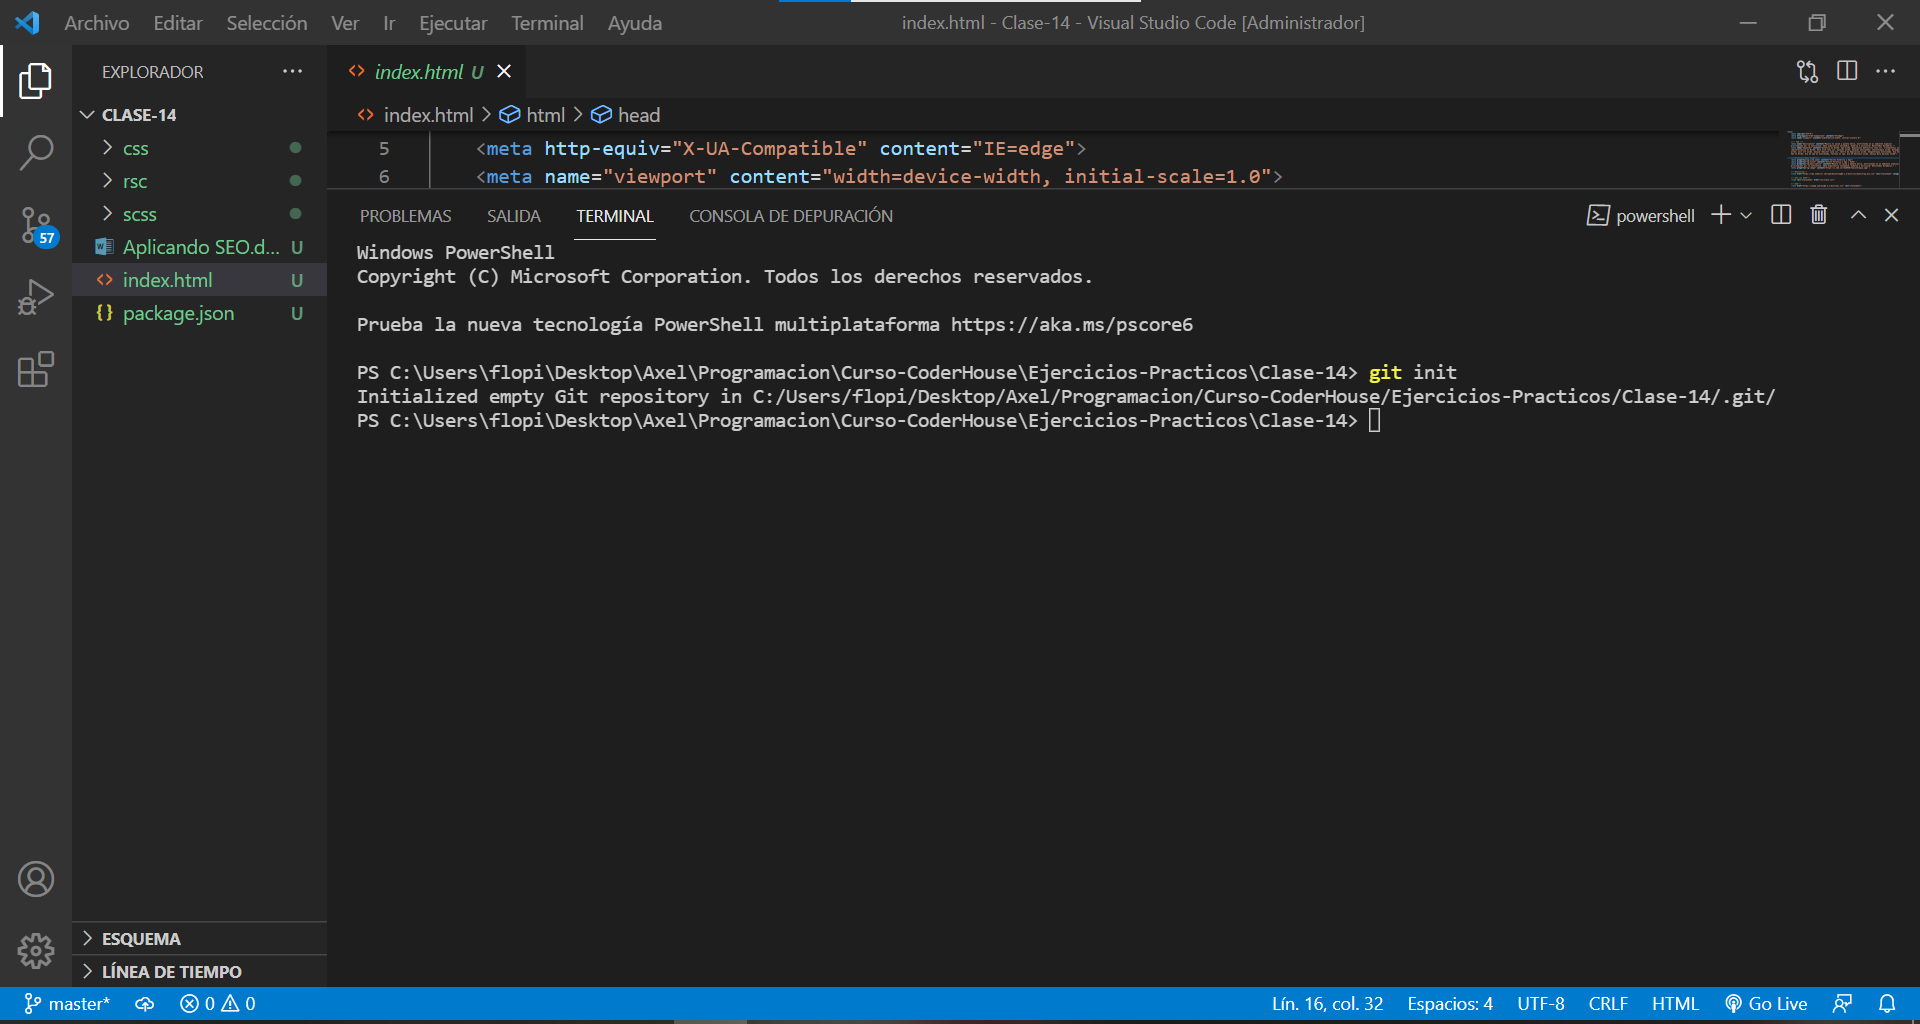 Archivo Editar Selección Ver Ir Ejecutar Terminal Ayuda
index.html - Clase-14 - Visual Studio Code [Administrador]
EXPLORADOR
CLASE-14
css
rsc
scss
Aplicando SEO.d... U
index.html U
package.json U
57
ESQUEMA
LÍNEA DE TIEMPO
index.html U
index.html > html > head
5 <meta http-equiv="X-UA-Compatible" content="IE=edge">
6 <meta name="viewport" content="width=device-width, initial-scale=1.0">
PROBLEMAS SALIDA TERMINAL CONSOLA DE DEPURACIÓN
powershell
Windows PowerShell
Copyright (C) Microsoft Corporation. Todos los derechos reservados.
Prueba la nueva tecnología PowerShell multiplataforma https://aka.ms/pscore6
PS C:\Users\flopi\Desktop\Axel\Programacion\Curso-CoderHouse\Ejercicios-Practicos\Clase-14> git init
Initialized empty Git repository in C:/Users/flopi/Desktop/Axel/Programacion/Curso-CoderHouse/Ejercicios-Practicos/Clase-14/.git/
PS C:\Users\flopi\Desktop\Axel\Programacion\Curso-CoderHouse\Ejercicios-Practicos\Clase-14>
master* 0 0
Lín. 16, col. 32 Espacios: 4 UTF-8 CRLF HTML Go Live